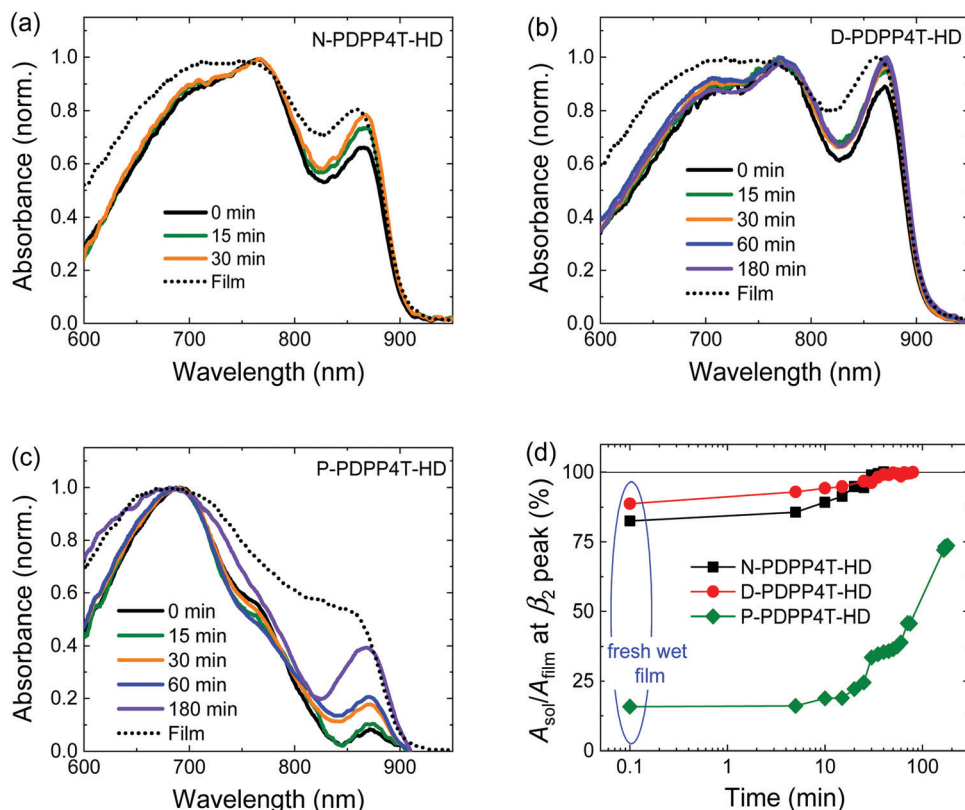 (a)
N-PDPP4T-HD
Absorbance (norm.)
1.0
0.8
0.6
0.4
0.2
0.0
0 min
15 min
30 min
Film
600
700
800
900
Wavelength (nm)
(b)
D-PDPP4T-HD
Absorbance (norm.)
1.0
0.8
0.6
0.4
0.2
0.0
0 min
15 min
30 min
60 min
180 min
Film
600
700
800
900
Wavelength (nm)
(c)
P-PDPP4T-HD
Absorbance (norm.)
1.0
0.8
0.6
0.4
0.2
0.0
0 min
15 min
30 min
60 min
180 min
Film
600
700
800
900
Wavelength (nm)
(d)
A_sol/A_film at β₂ peak (%)
100
75
50
25
0
N-PDPP4T-HD
D-PDPP4T-HD
P-PDPP4T-HD
fresh wet
film
0.1
1
10
100
Time (min)